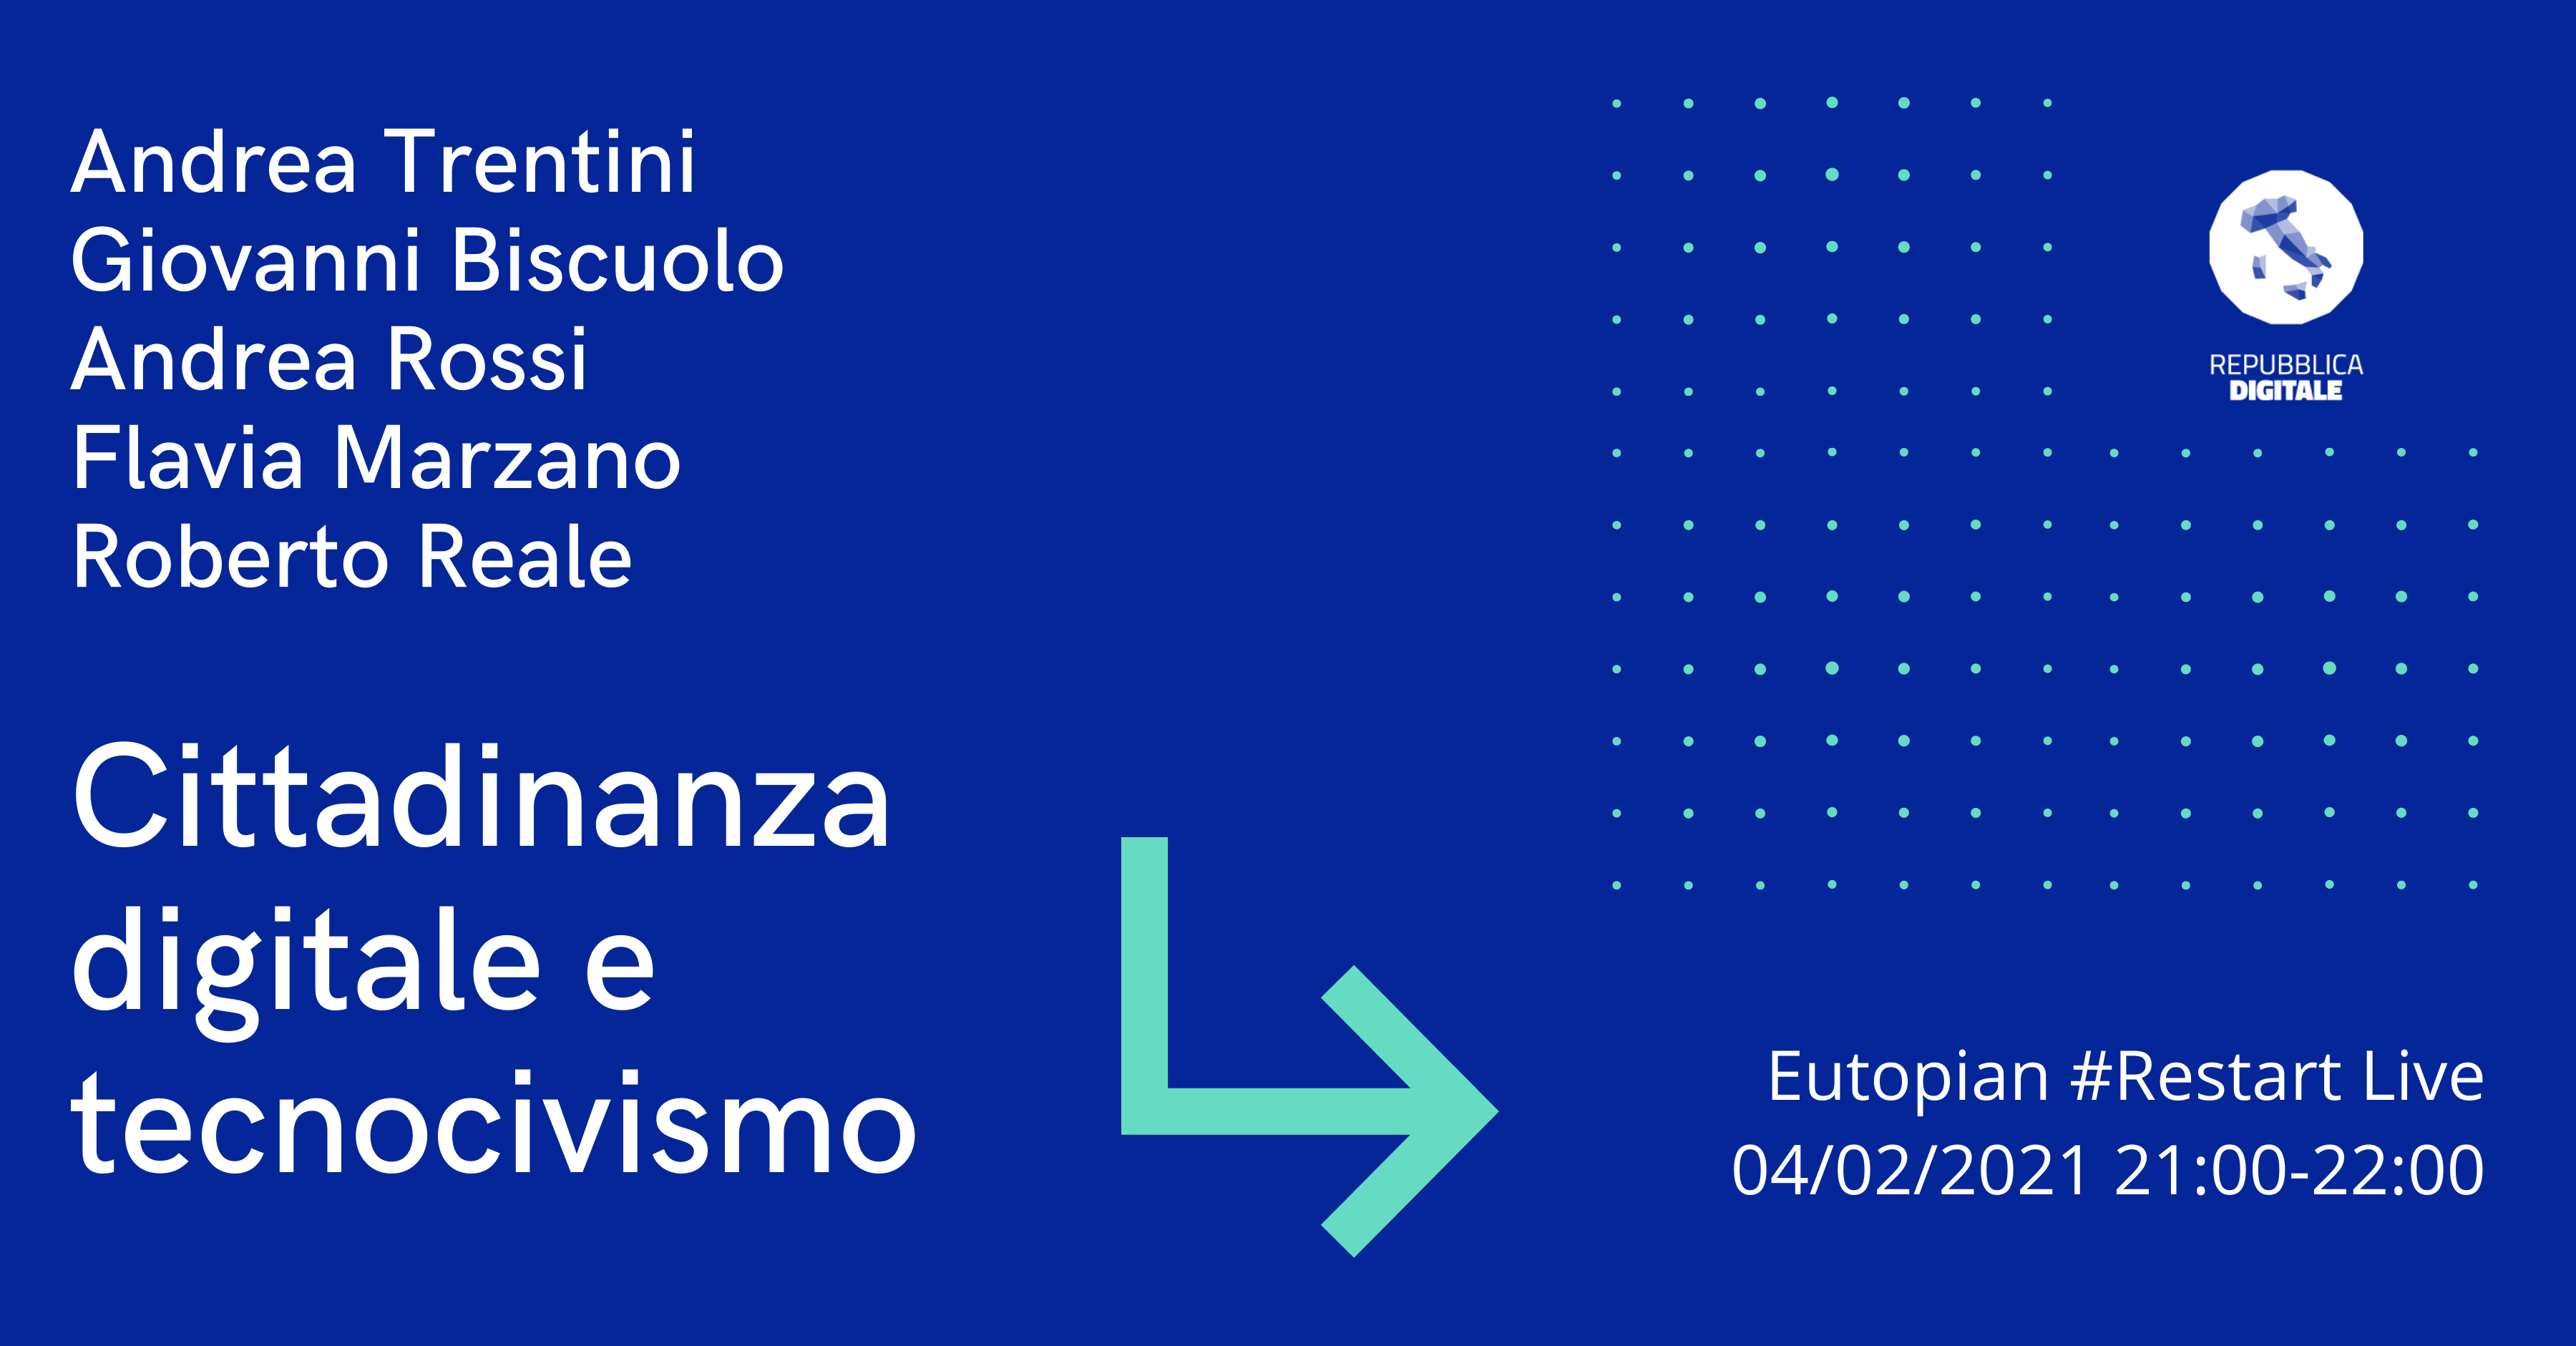 Andrea Trentini
Giovanni Biscuolo
Andrea Rossi
Flavia Marzano
Roberto Reale
Cittadinanza
digitale e
tecnocivismo
REPUBBLICA
DIGITALE
Eutopian #Restart Live
04/02/2021 21:00-22:00